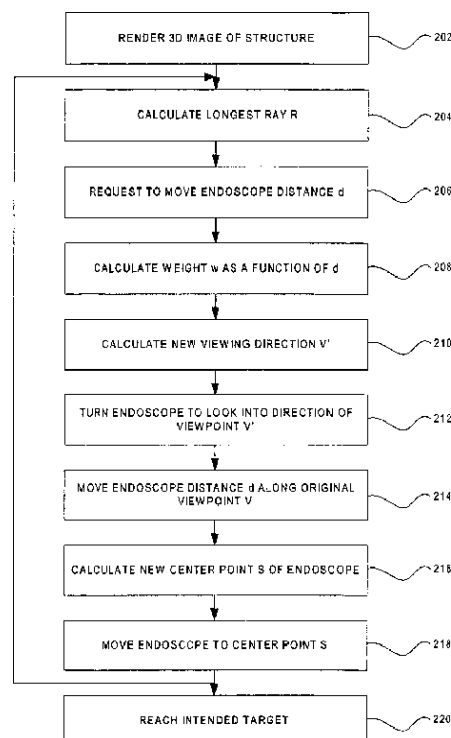 RENDER 3D IMAGE OF STRUCTURE
202
CALCULATE LONGEST RAY R
204
REQUEST TO MOVE ENDOSCOPE DISTANCE d
206
CALCULATE WEIGHT w AS A FUNCTION OF d
208
CALCULATE NEW VIEWING DIRECTION V'
210
TURN ENDOSCOPE TO LOOK INTO DIRECTION OF
VIEWPOINT V'
212
MOVE ENDOSCOPE DISTANCE d ALONG ORIGINAL
VIEWPOINT V
214
CALCULATE NEW CENTER POINT S OF ENDOSCOPE
216
MOVE ENDOSCOPE TO CENTER POINT S
218
REACH INTENDED TARGET
220